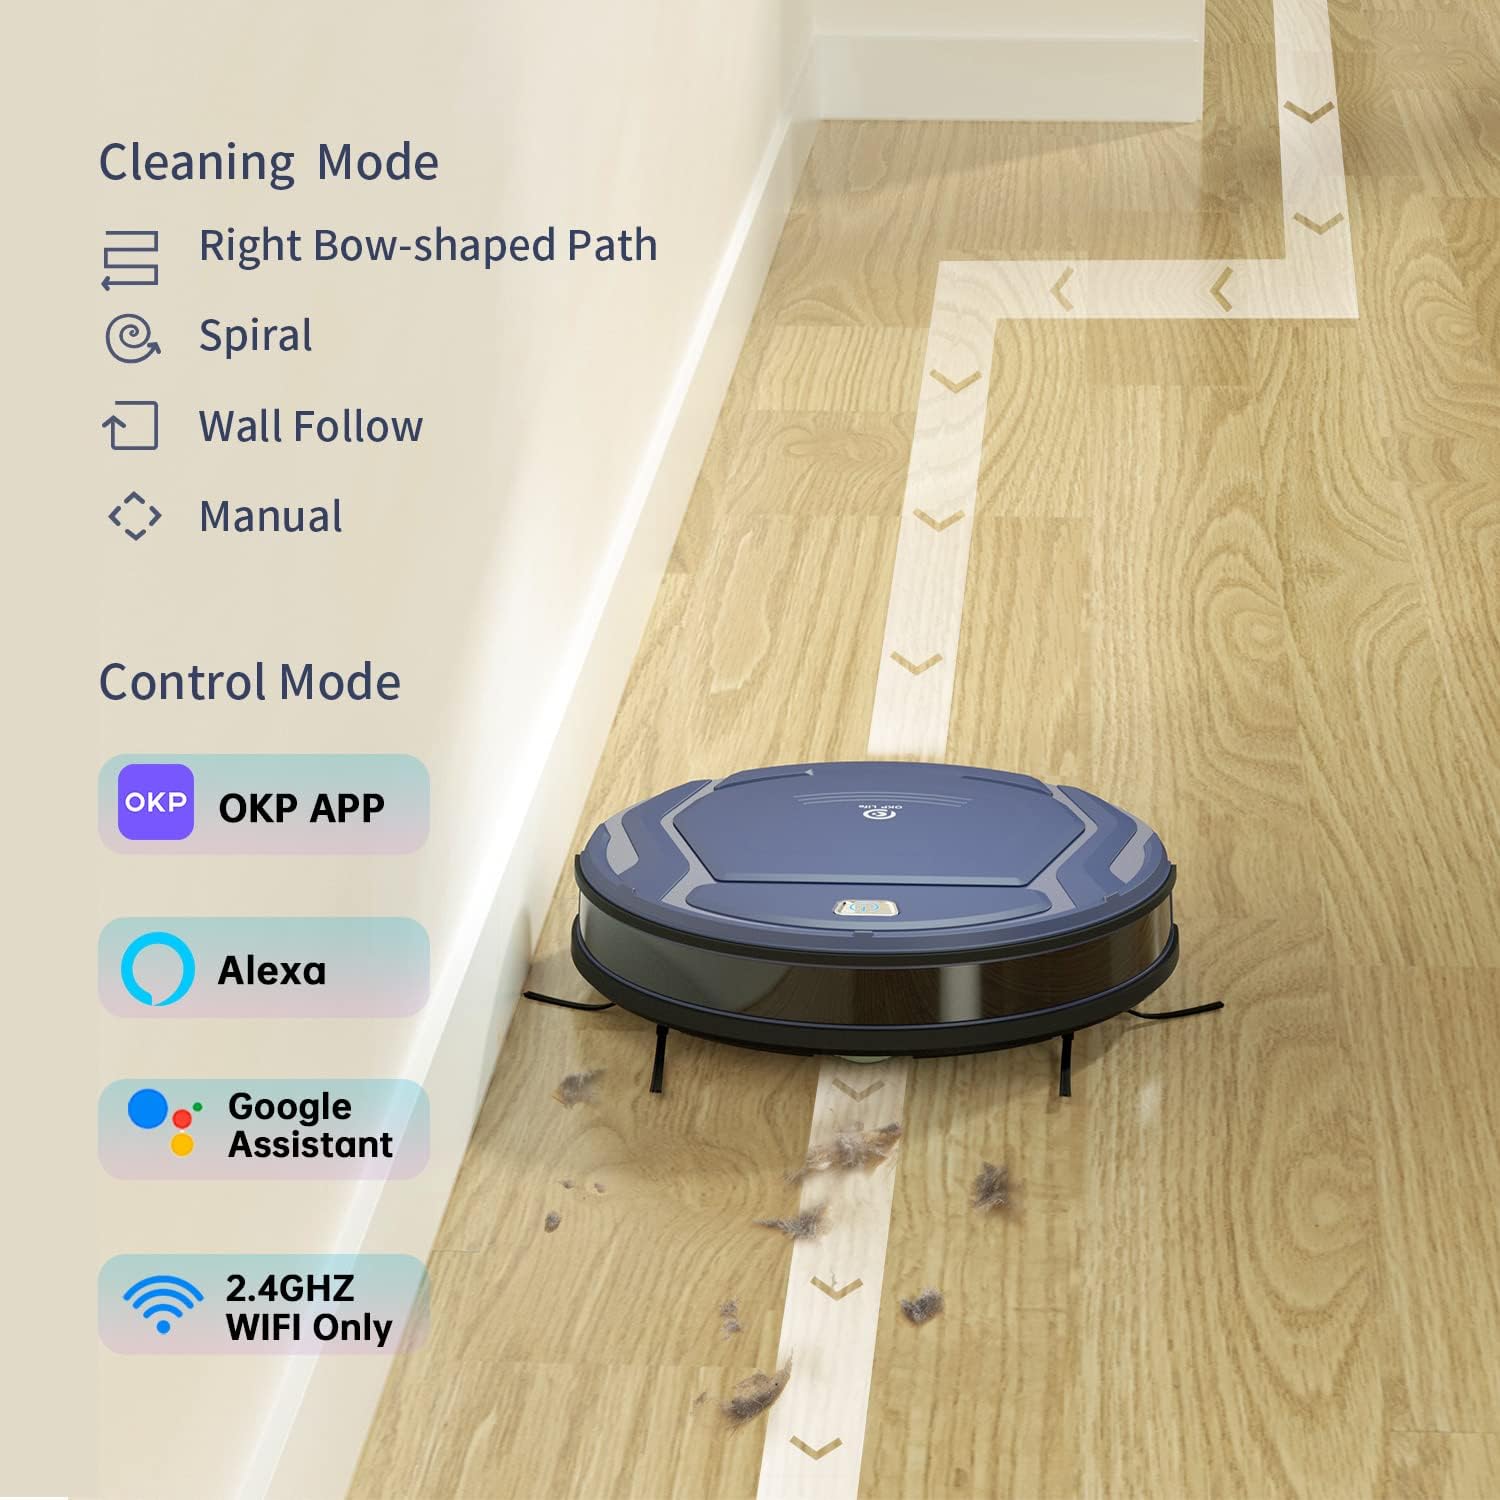 Cleaning Mode
Right Bow-shaped Path
Spiral
Wall Follow
Manual
Control Mode
OKP
OKP APP
Alexa
Google
Assistant
2.4GHZ
WIFI Only
OKP Life